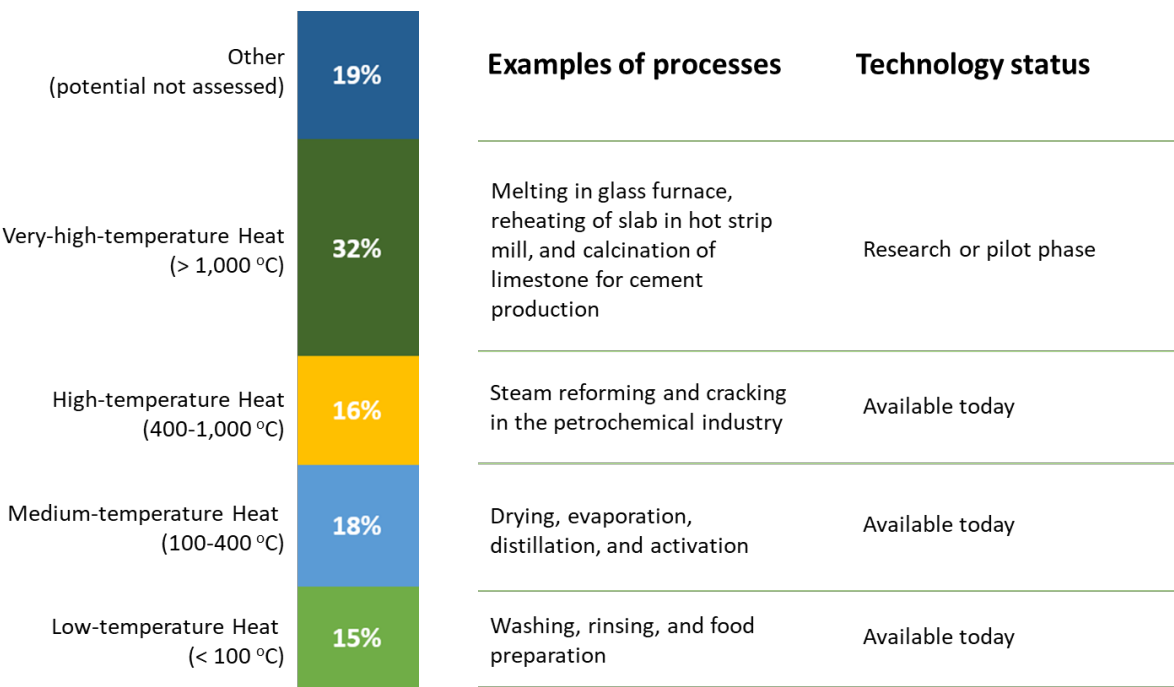 Other
(potential not assessed)
19%
Examples of processes
Technology status
Very-high-temperature Heat
(> 1,000 ⁰C)
32%
Melting in glass furnace,
reheating of slab in hot strip
mill, and calcination of
limestone for cement
production
Research or pilot phase
High-temperature Heat
(400-1,000 ⁰C)
16%
Steam reforming and cracking
in the petrochemical industry
Available today
Medium-temperature Heat
(100-400 ⁰C)
18%
Drying, evaporation,
distillation, and activation
Available today
Low-temperature Heat
(< 100 ⁰C)
15%
Washing, rinsing, and food
preparation
Available today